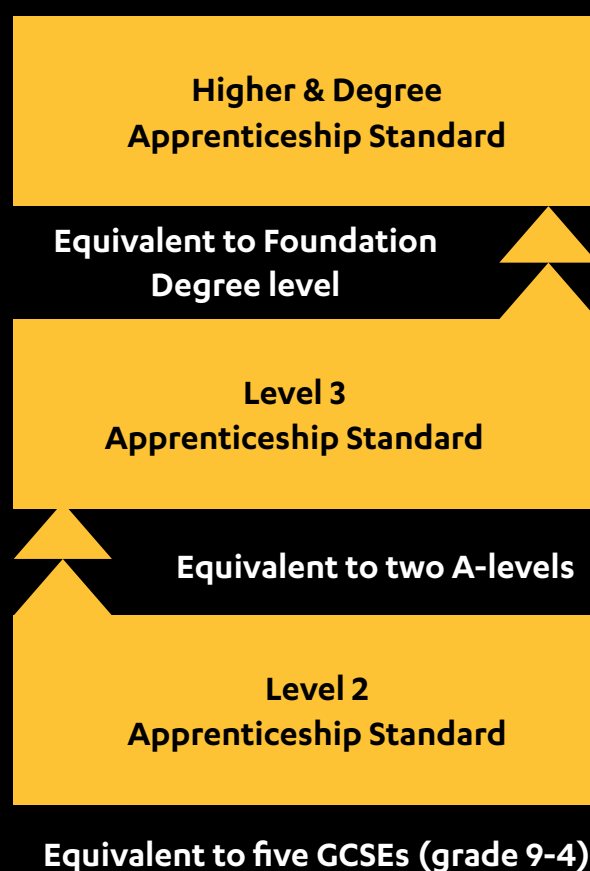 Higher & Degree
Apprenticeship Standard
Equivalent to Foundation
Degree level
Level 3
Apprenticeship Standard
Equivalent to two A-levels
Level 2
Apprenticeship Standard
Equivalent to five GCSEs (grade 9-4)